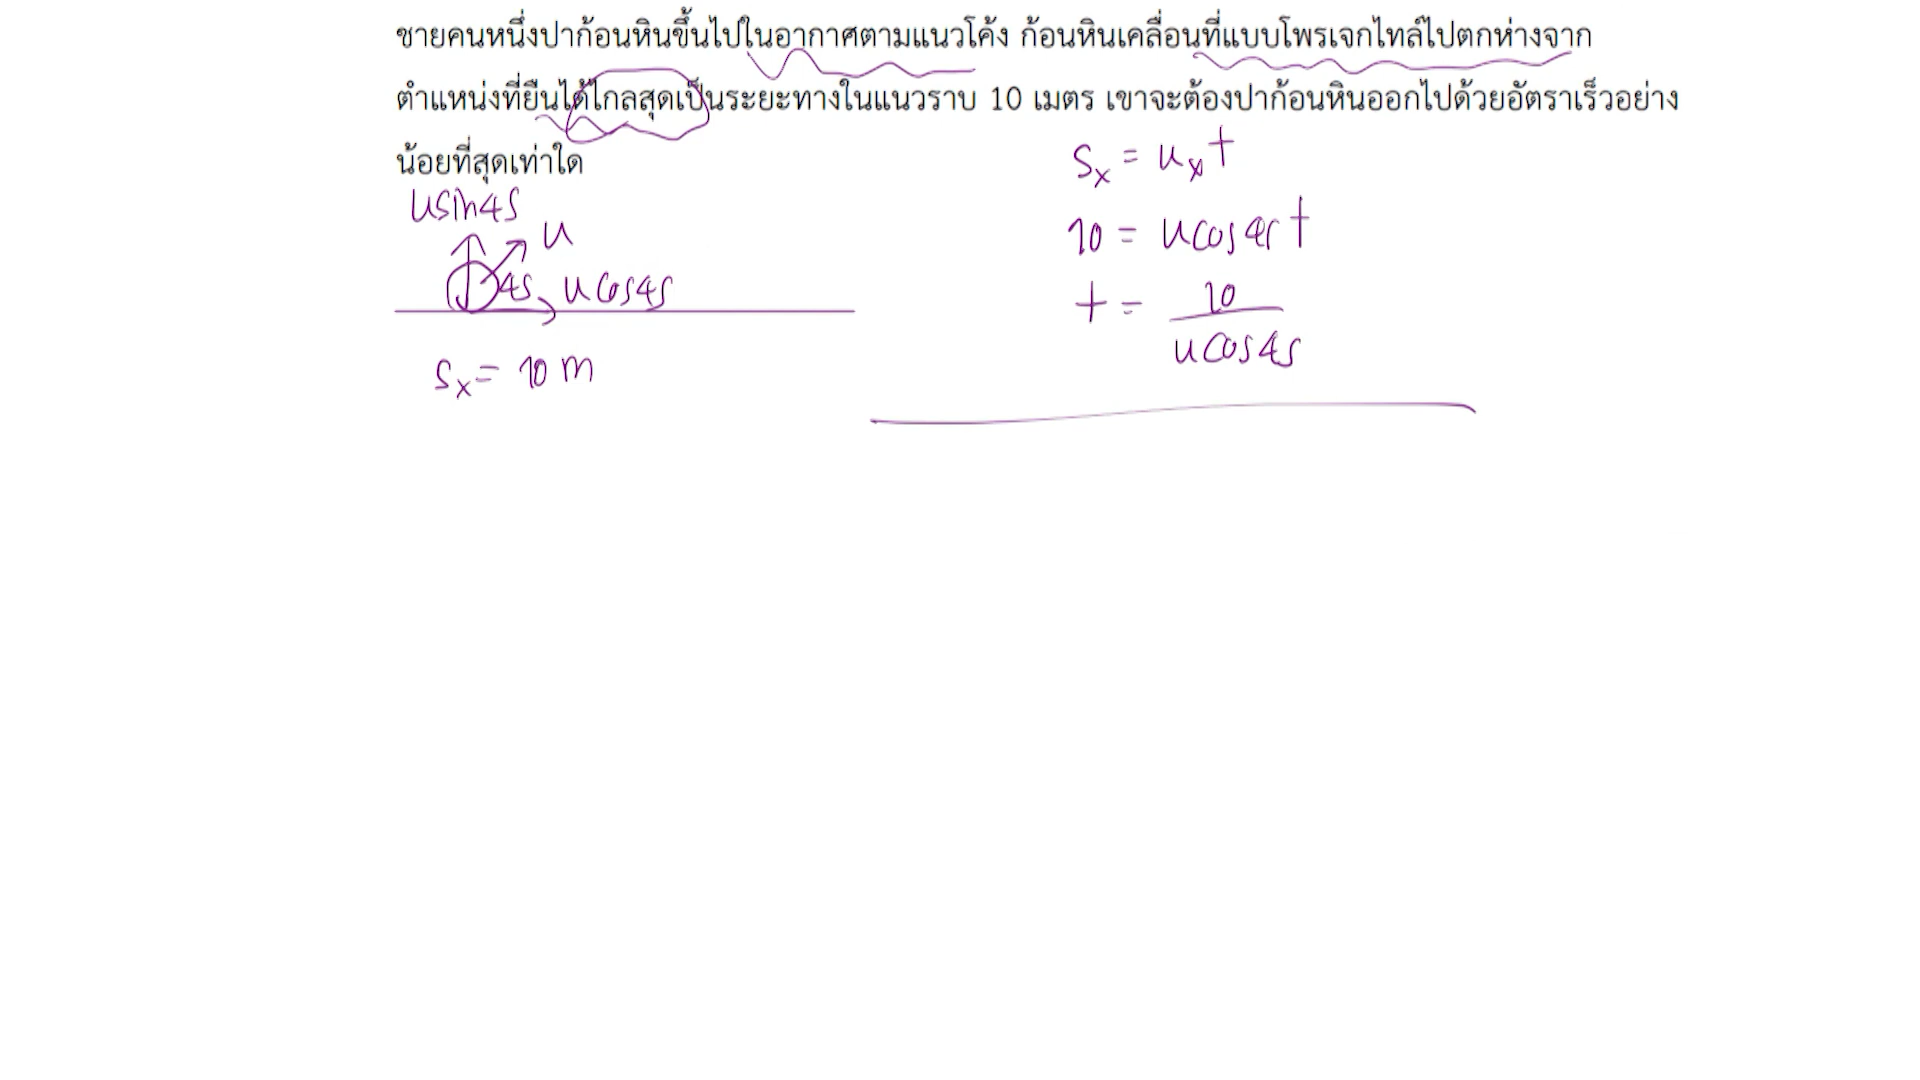 ชายคนหนึ่งปาก้อนหินขึ้นไปในอากาศตามแนวโค้ง ก้อนหินเคลื่อนที่แบบโพรเจกไทล์ไปตกห่างจาก
ตำแหน่งที่ยืนได้ไกลสุดเป็นระยะทางในแนวราบ 10 เมตร เขาจะต้องปาก้อนหินออกไปด้วยอัตราเร็วอย่าง
น้อยที่สุดเท่าใด
usin45
u
45 ucos45
Sx = 10 m
Sx = ux t
10 = ucos45 t
t = 10
ucos45